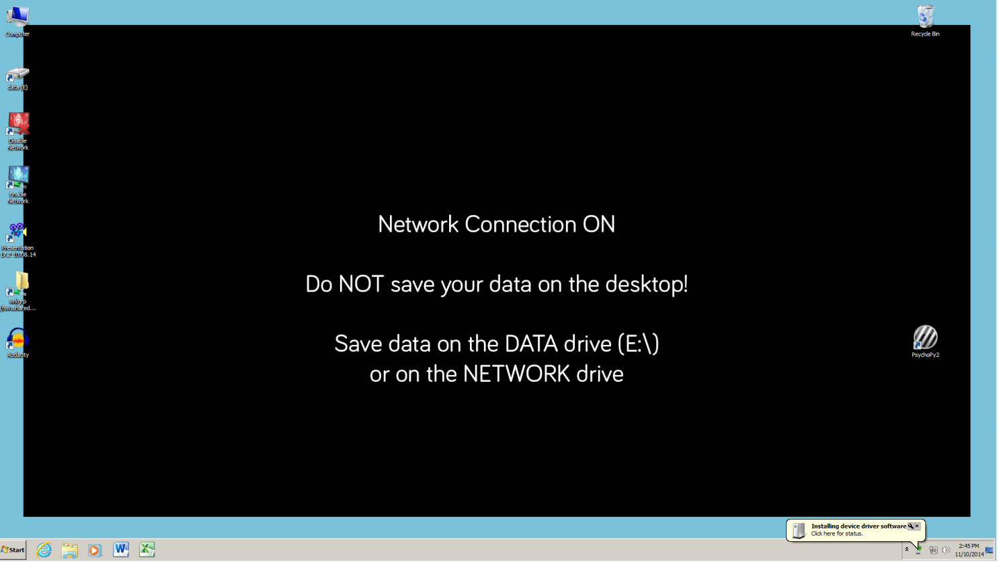 Computer
Recycle Bin
data (E)
Disable
Network
Enable
Network
Presentation
17.2 10.08.14
wrkgrp
(fsw.shared...
Audacity
PsychoPy2
Network Connection ON
Do NOT save your data on the desktop!
Save data on the DATA drive (E:\)
or on the NETWORK drive
Installing device driver software
Click here for status.
Start
2:45 PM
11/10/2014